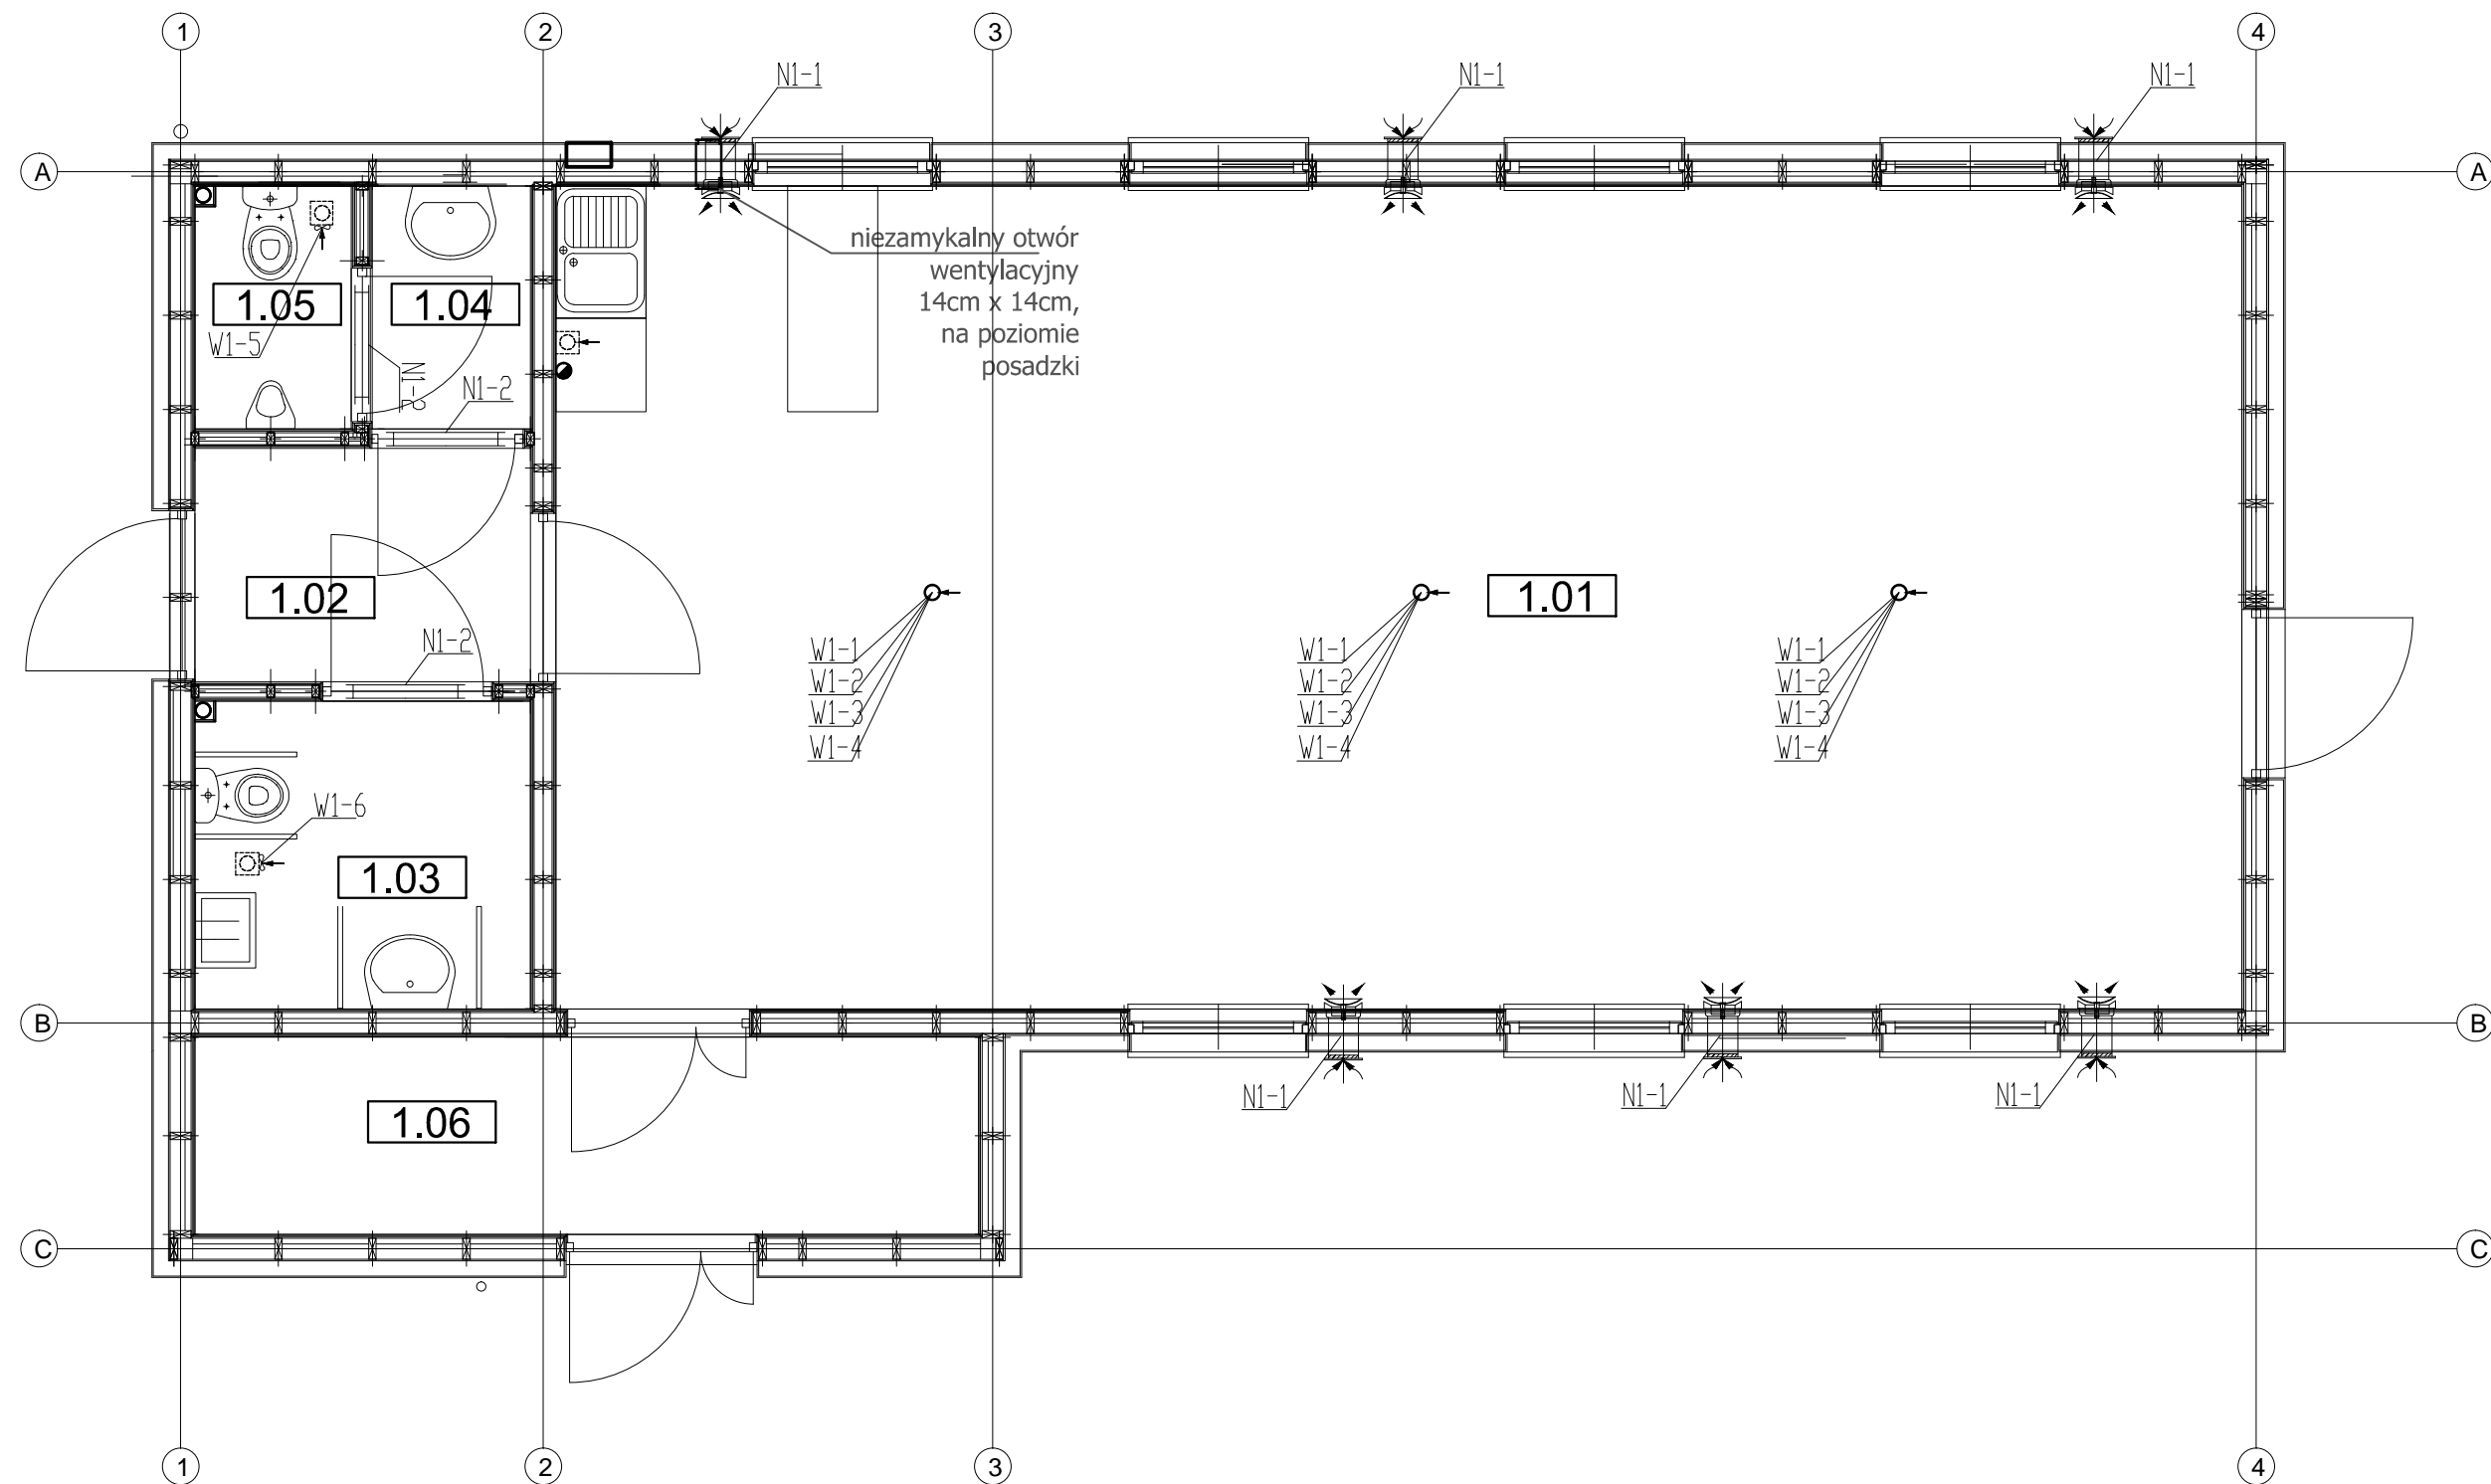 1
2
3
4
N1-1
N1-1
N1-1
A
A
niezamykalny otwór
wentylacyjny
14cm x 14cm,
na poziomie
posadzki
1.05
1.04
W1-5
N1-2
N1-2
1.02
1.01
N1-2
W1-1
W1-2
W1-3
W1-4
W1-1
W1-2
W1-3
W1-4
W1-1
W1-2
W1-3
W1-4
W1-6
1.03
B
B
N1-1
N1-1
N1-1
1.06
C
C
1
2
3
4